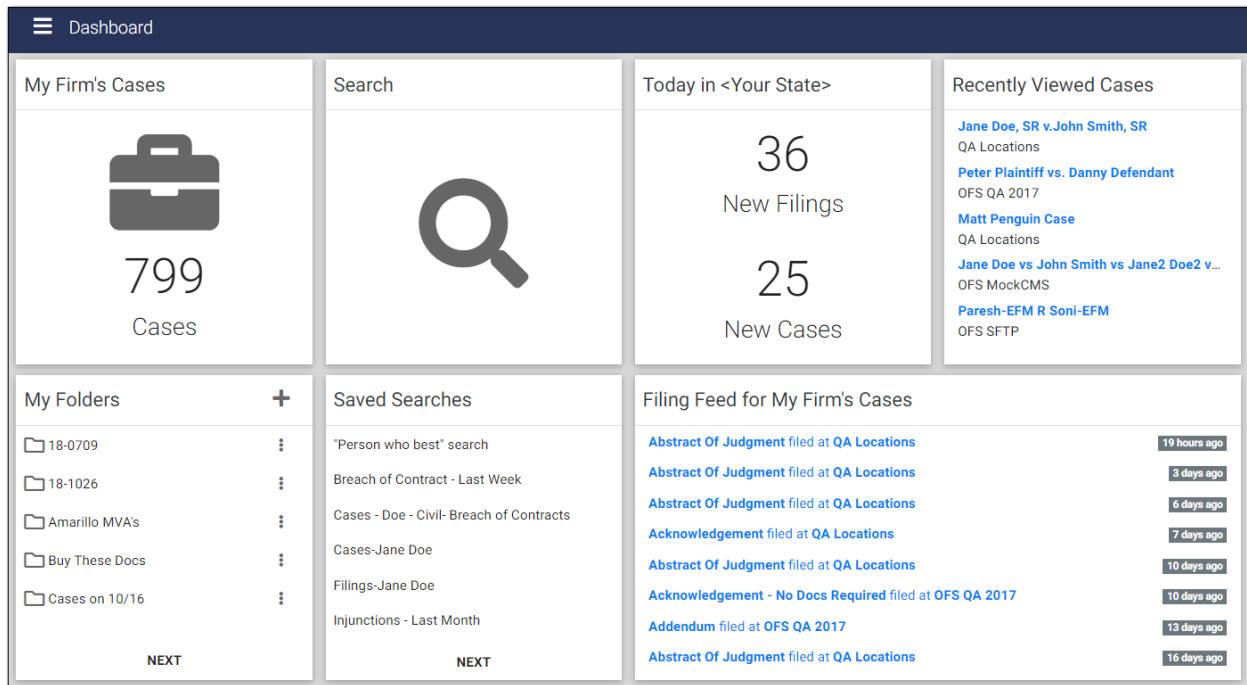 Dashboard
My Firm's Cases
799
Cases
Search
Today in <Your State>
36
New Filings
25
New Cases
Recently Viewed Cases
Jane Doe, SR v.John Smith, SR
QA Locations
Peter Plaintiff vs. Danny Defendant
OFS QA 2017
Matt Penguin Case
QA Locations
Jane Doe vs John Smith vs Jane2 Doe2 v...
OFS MockCMS
Paresh-EFM R Soni-EFM
OFS SFTP
My Folders
18-0709
18-1026
Amarillo MVA's
Buy These Docs
Cases on 10/16
NEXT
Saved Searches
"Person who best" search
Breach of Contract - Last Week
Cases - Doe - Civil- Breach of Contracts
Cases-Jane Doe
Filings-Jane Doe
Injunctions - Last Month
NEXT
Filing Feed for My Firm's Cases
Abstract Of Judgment filed at QA Locations 19 hours ago
Abstract Of Judgment filed at QA Locations 3 days ago
Abstract Of Judgment filed at QA Locations 6 days ago
Acknowledgement filed at QA Locations 7 days ago
Abstract Of Judgment filed at QA Locations 10 days ago
Acknowledgement - No Docs Required filed at OFS QA 2017 10 days ago
Addendum filed at OFS QA 2017 13 days ago
Abstract Of Judgment filed at QA Locations 16 days ago